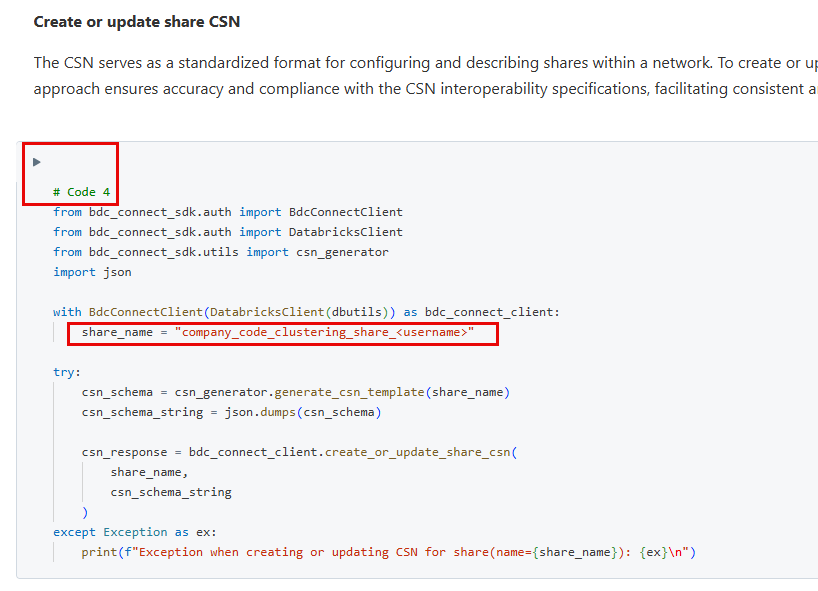 Create or update share CSN
The CSN serves as a standardized format for configuring and describing shares within a network. To create or
approach ensures accuracy and compliance with the CSN interoperability specifications, facilitating consistent
# Code 4
from bdc_connect_sdk.auth import BdcConnectClient
from bdc_connect_sdk.auth import DatabricksClient
from bdc_connect_sdk.utils import csn_generator
import json
with BdcConnectClient(DatabricksClient(dbutils)) as bdc_connect_client:
share_name = "company_code_clustering_share_<username>"
try:
csn_schema = csn_generator.generate_csn_template(share_name)
csn_schema_string = json.dumps(csn_schema)
csn_response = bdc_connect_client.create_or_update_share_csn(
share_name,
csn_schema_string
)
except Exception as ex:
print(f"Exception when creating or updating CSN for share(name={share_name}): {ex}\n")